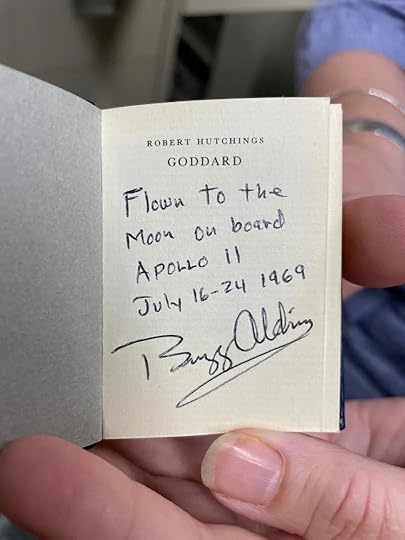 ROBERT HUTCHINGS
GODDARD
Flown to the
Moon on board
APOLLO 11
July 16-24 1969
Buzz Aldrin